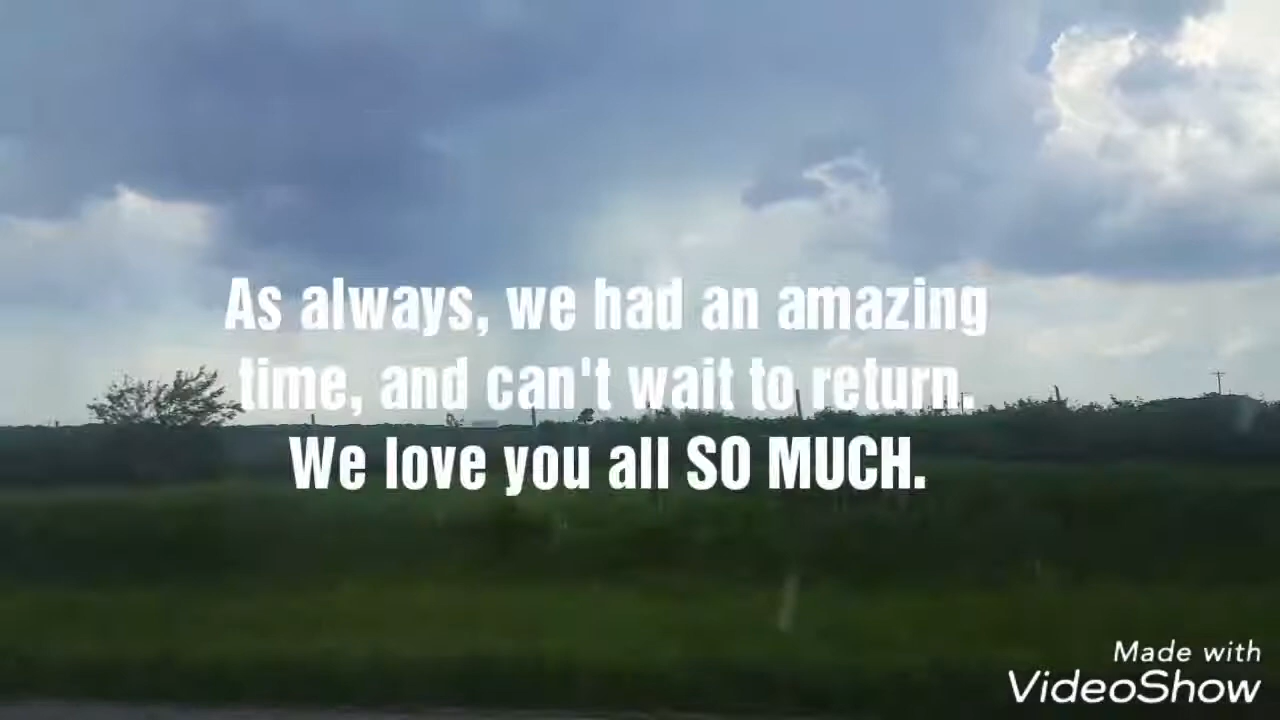 As always, we had an amazing
time, and can't wait to return.
We love you all SO MUCH.
Made with
VideoShow